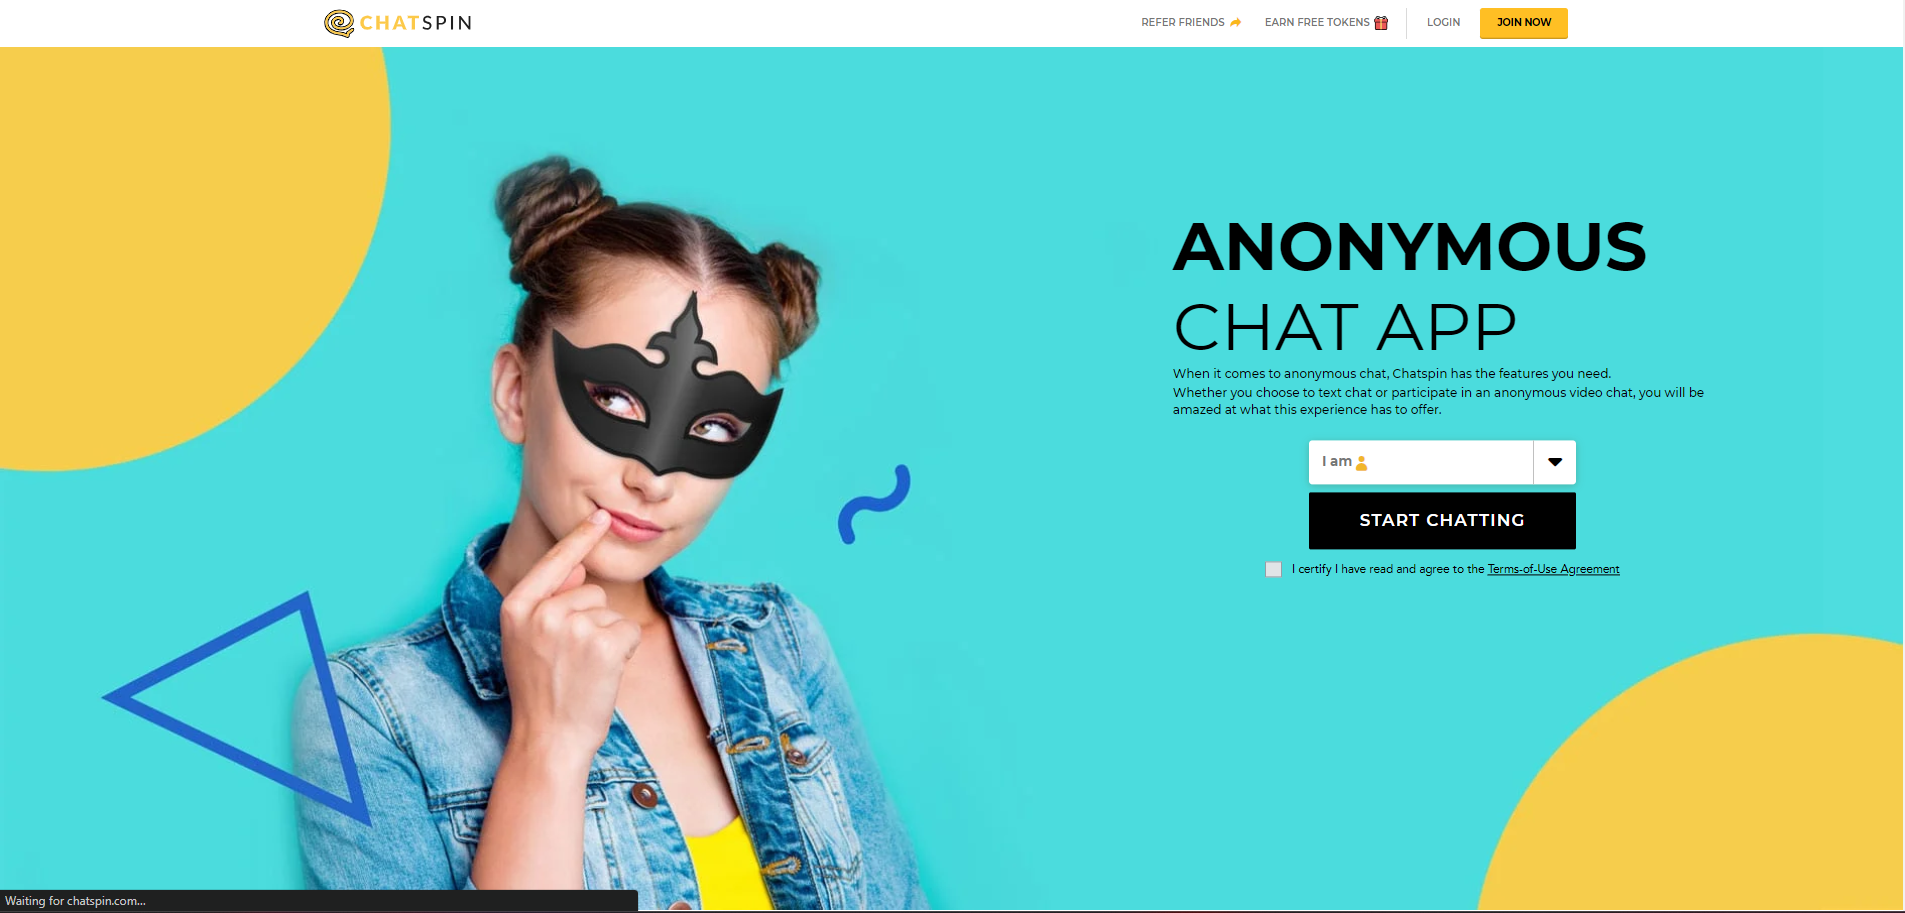 CHATSPIN
REFER FRIENDS
EARN FREE TOKENS
LOGIN
JOIN NOW
ANONYMOUS
CHAT APP
When it comes to anonymous chat, Chatspin has the features you need.
Whether you choose to text chat or participate in an anonymous video chat, you will be
amazed at what this experience has to offer.
I am
START CHATTING
I certify I have read and agree to the Terms-of-Use Agreement
Waiting for chatspin.com...